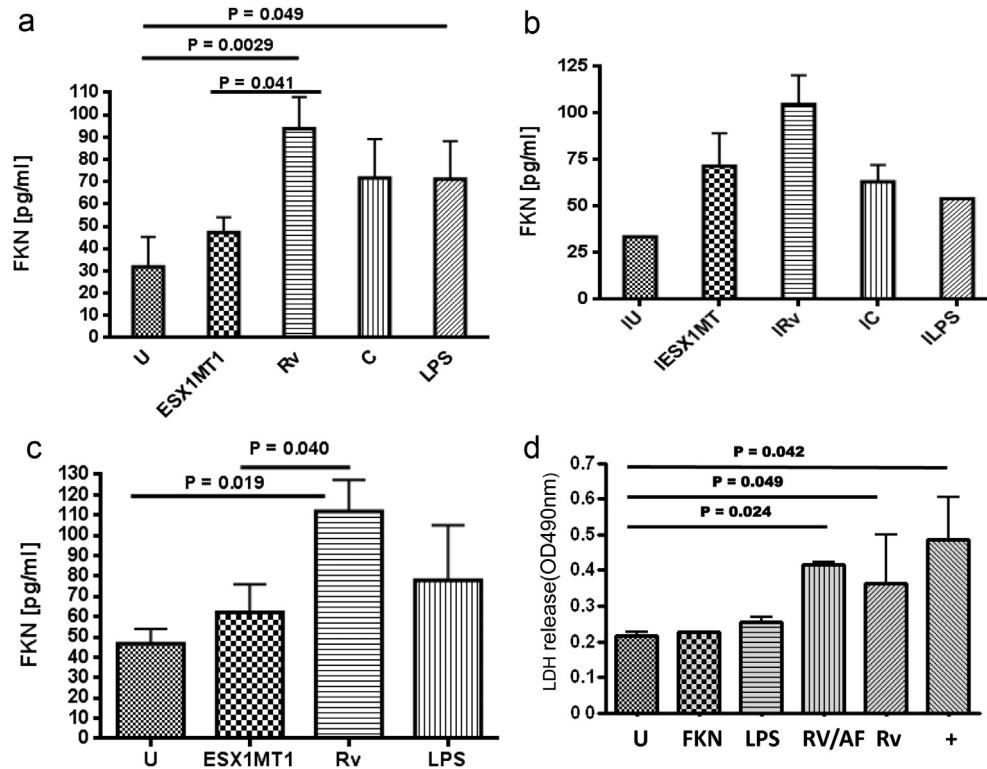 a
P = 0.049
P = 0.0029
P = 0.041
FKN [pg/ml]
110
100
90
80
70
60
50
40
30
20
10
0
U
ESX1MT1
Rv
C
LPS
b
FKN [pg/ml]
125
100
75
50
25
0
IU
IESX1MT
IRv
IC
ILPS
c
P = 0.040
P = 0.019
FKN [pg/ml]
130
120
110
100
90
80
70
60
50
40
30
20
10
0
U
ESX1MT1
Rv
LPS
d
P = 0.042
P = 0.049
P = 0.024
LDH release(OD490nm)
0.7
0.6
0.5
0.4
0.3
0.2
0.1
0.0
U FKN LPS RV/AF Rv +